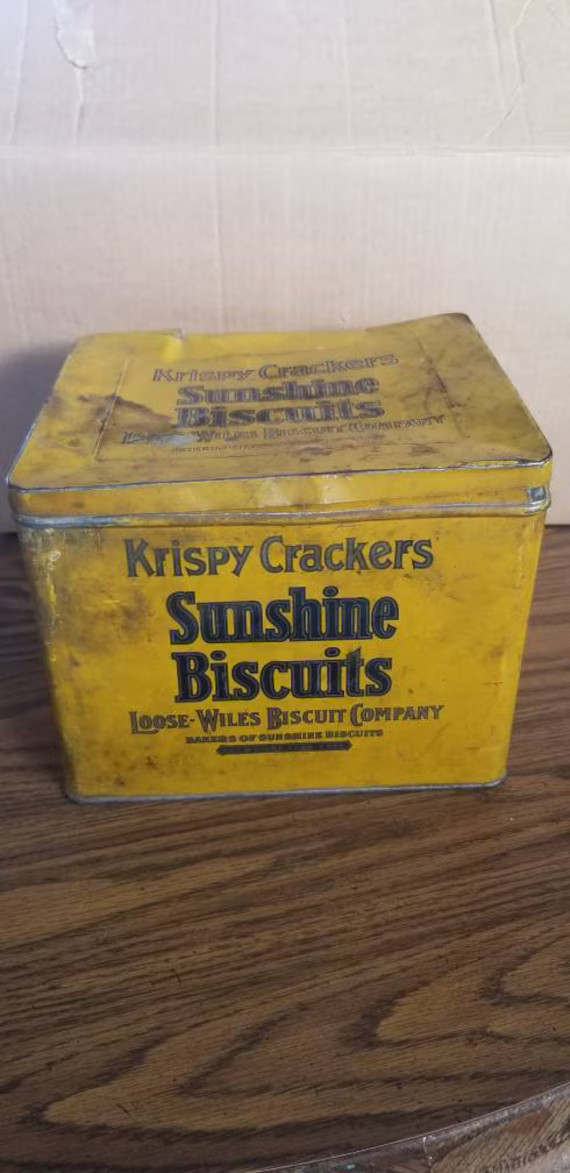 Krispy Crackers
Sunshine
Biscuits
Loose-Wiles Biscuit Company
Krispy Crackers
Sunshine
Biscuits
Loose-Wiles Biscuit Company
Bakers of Sunshine Biscuits